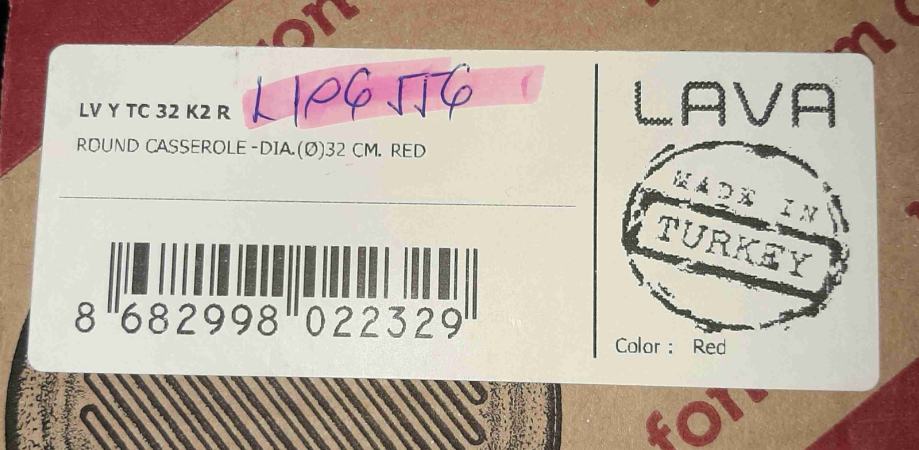 LV Y TC 32 K2 R
ROUND CASSEROLE -DIA.(Ø)32 CM. RED
8 682998 022329
LAVA
MADE IN
TURKEY
Color : Red